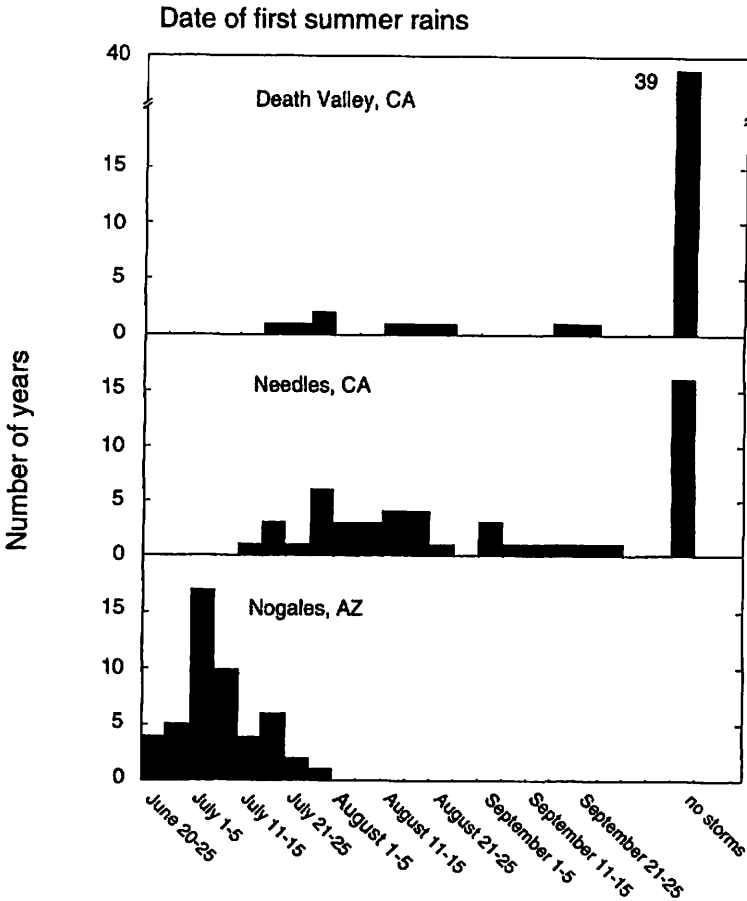 Date of first summer rains
40
39
Death Valley, CA
15
10
5
0
Number of years
15
Needles, CA
10
5
0
15
Nogales, AZ
10
5
0
June 20-25
July 1-5
July 11-15
July 21-25
August 1-5
August 11-15
August 21-25
September 1-5
September 11-15
September 21-25
no storms